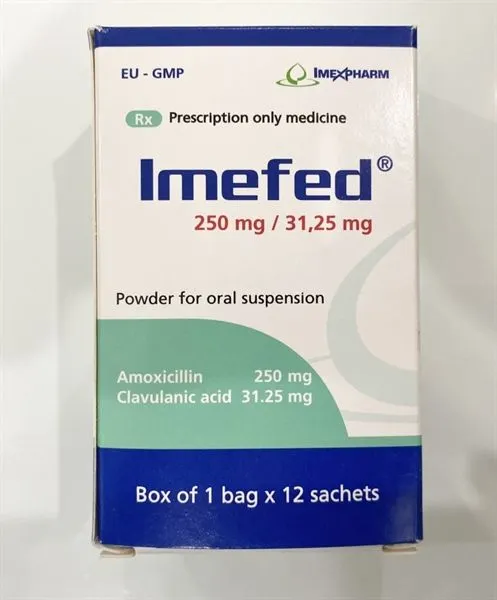 EU - GMP
IMEXPHARM
Rx Prescription only medicine
Imefed®
250 mg / 31,25 mg
Powder for oral suspension
Amoxicillin 250 mg
Clavulanic acid 31.25 mg
Box of 1 bag x 12 sachets